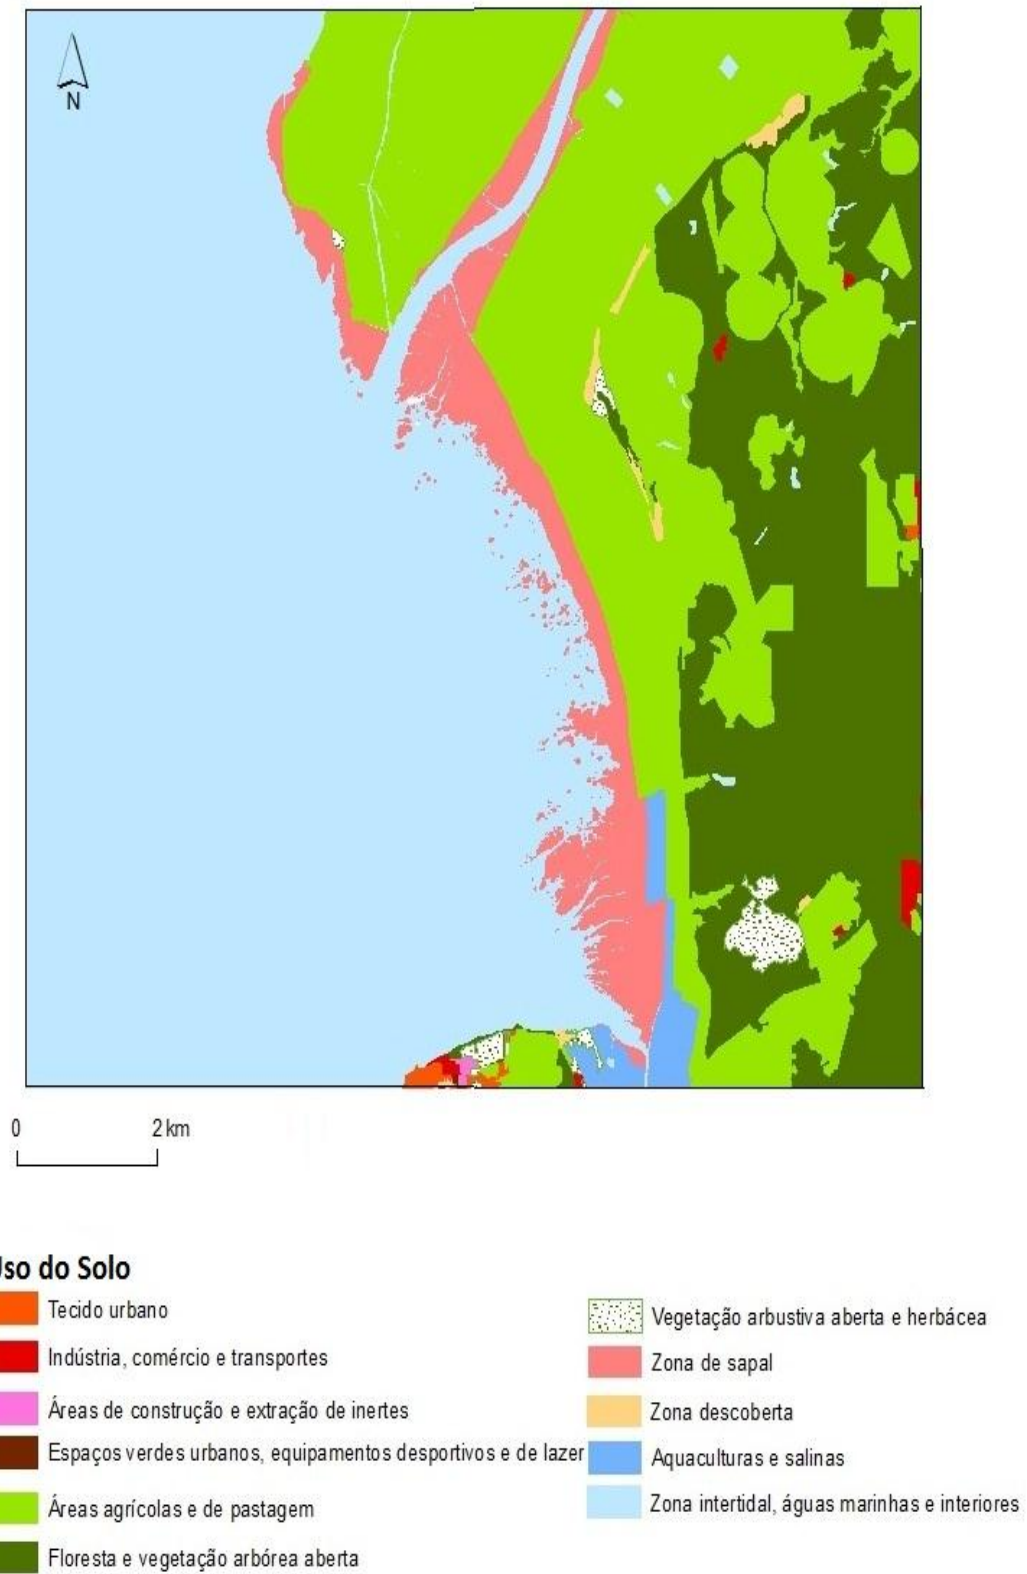 N
0 2 km
Uso do Solo
Tecido urbano
Indústria, comércio e transportes
Áreas de construção e extração de inertes
Espaços verdes urbanos, equipamentos desportivos e de lazer
Áreas agrícolas e de pastagem
Floresta e vegetação arbórea aberta
Vegetação arbustiva aberta e herbácea
Zona de sapal
Zona descoberta
Aquaculturas e salinas
Zona intertidal, águas marinhas e interiores